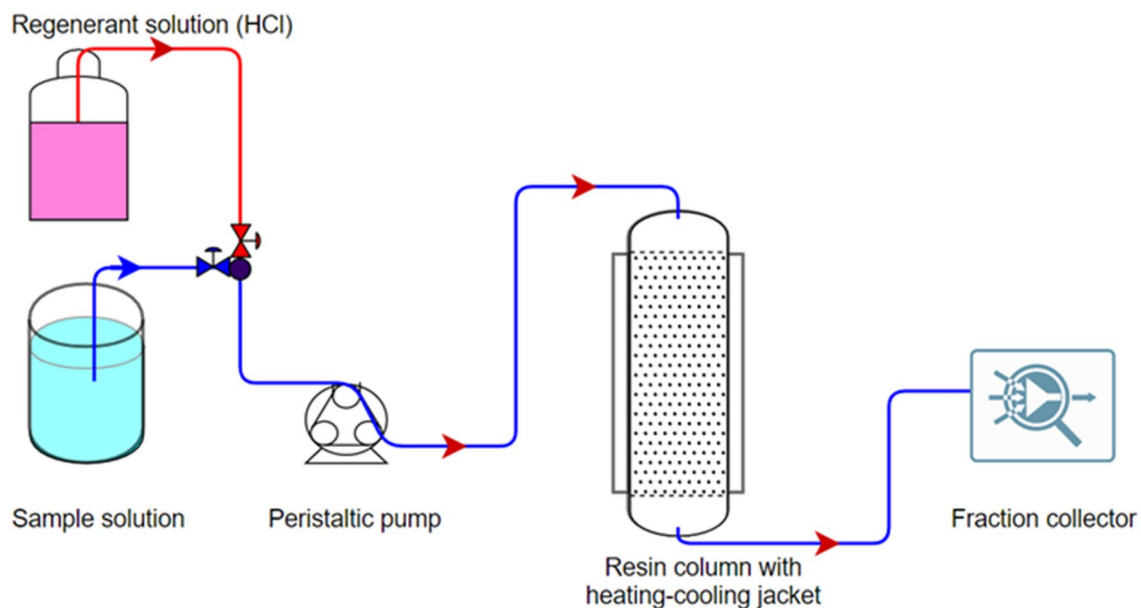 Regenerant solution (HCl)
Sample solution
Peristaltic pump
Resin column with
heating-cooling jacket
Fraction collector